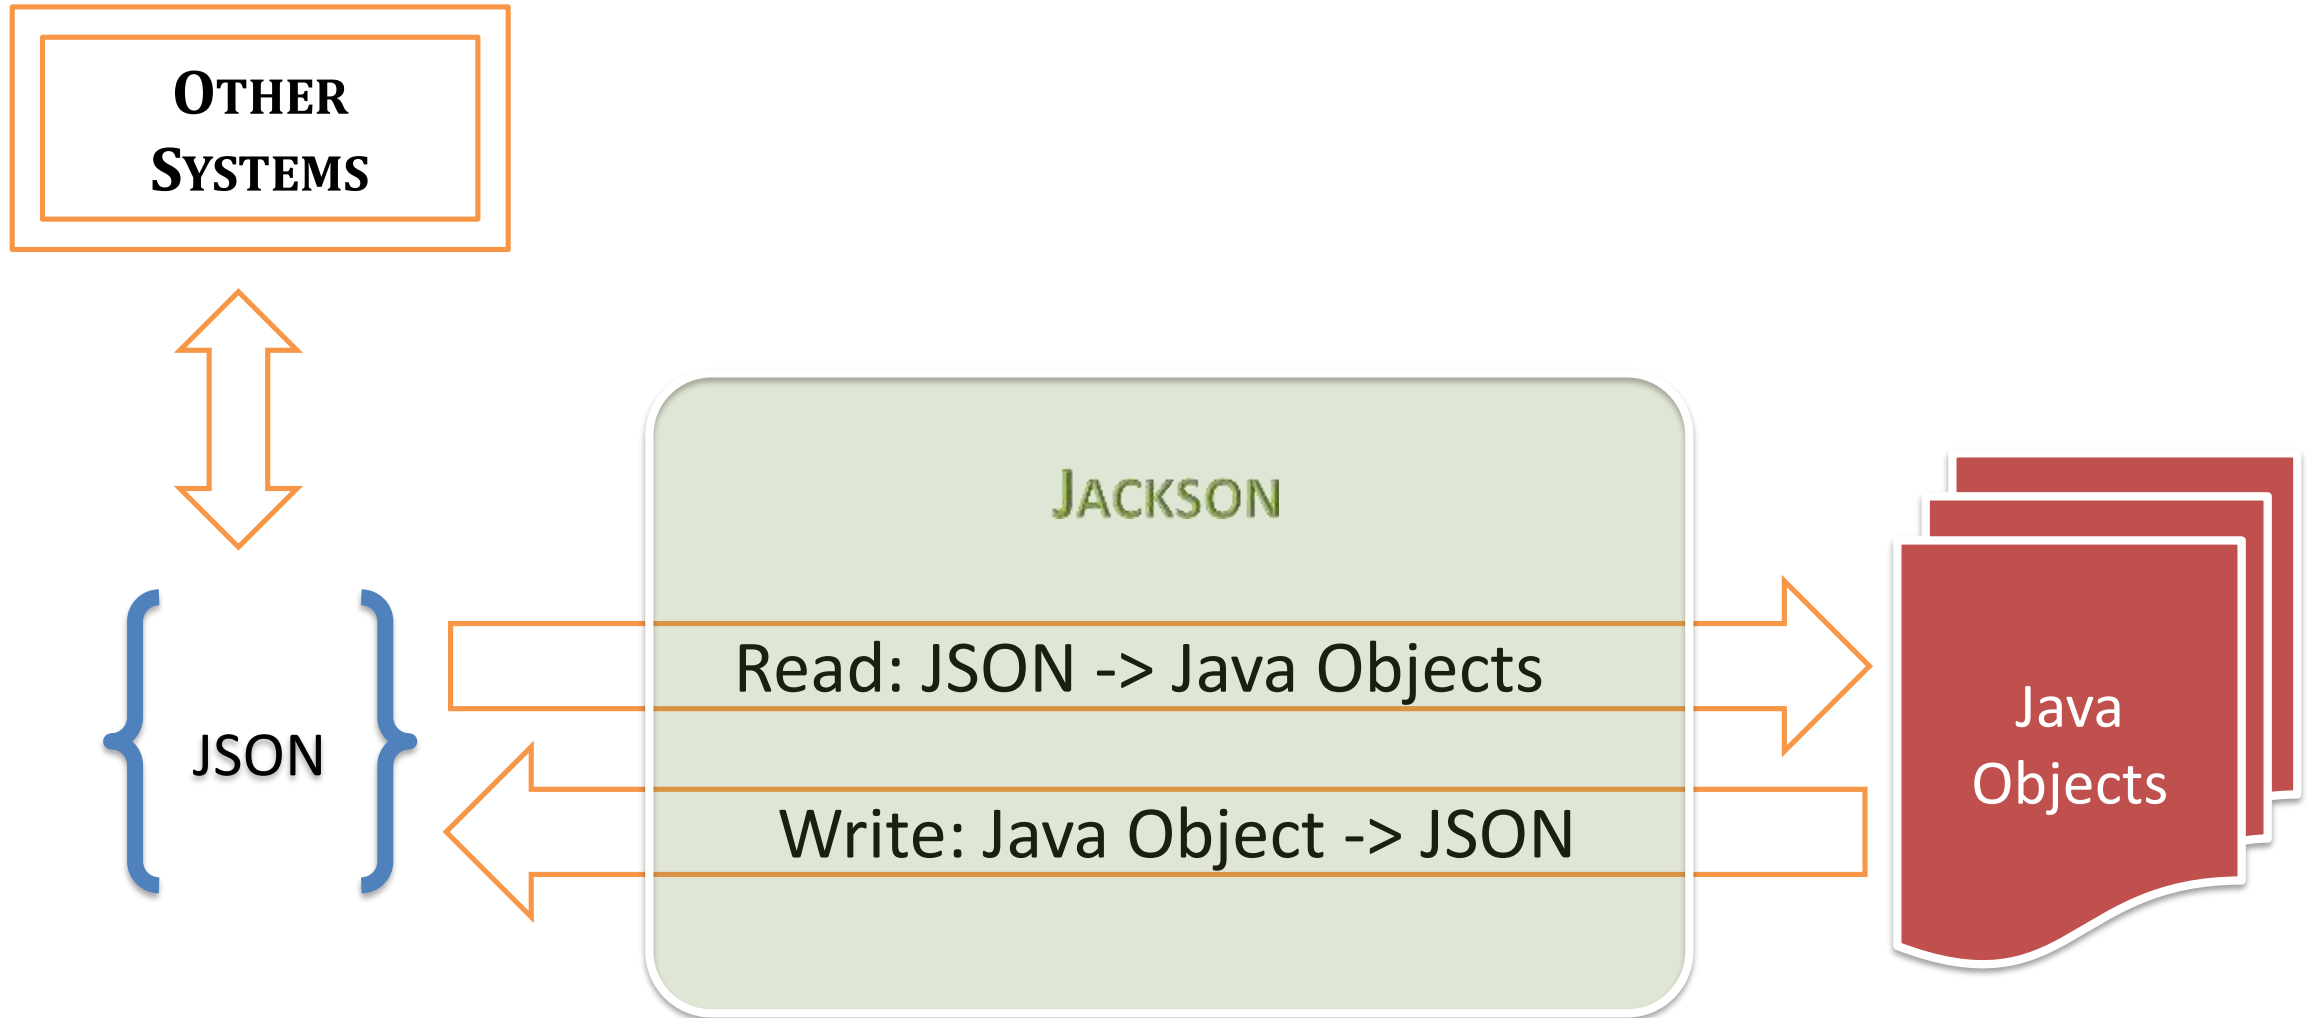 OTHER
SYSTEMS
JACKSON
Read: JSON -> Java Objects
JSON
Write: Java Object -> JSON
Java
Objects